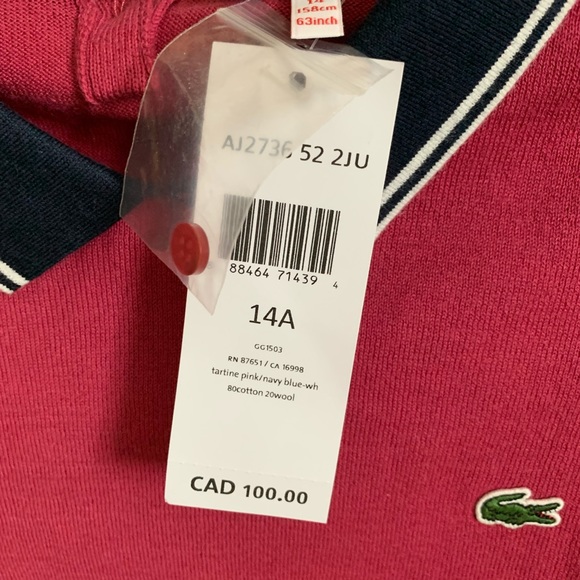 158cm
63inch
AJ2736 52 2JU
88464 71439 4
14A
GG1503
RN 87651 / CA 16998
tartine pink/navy blue-wh
80cotton 20wool
CAD 100.00